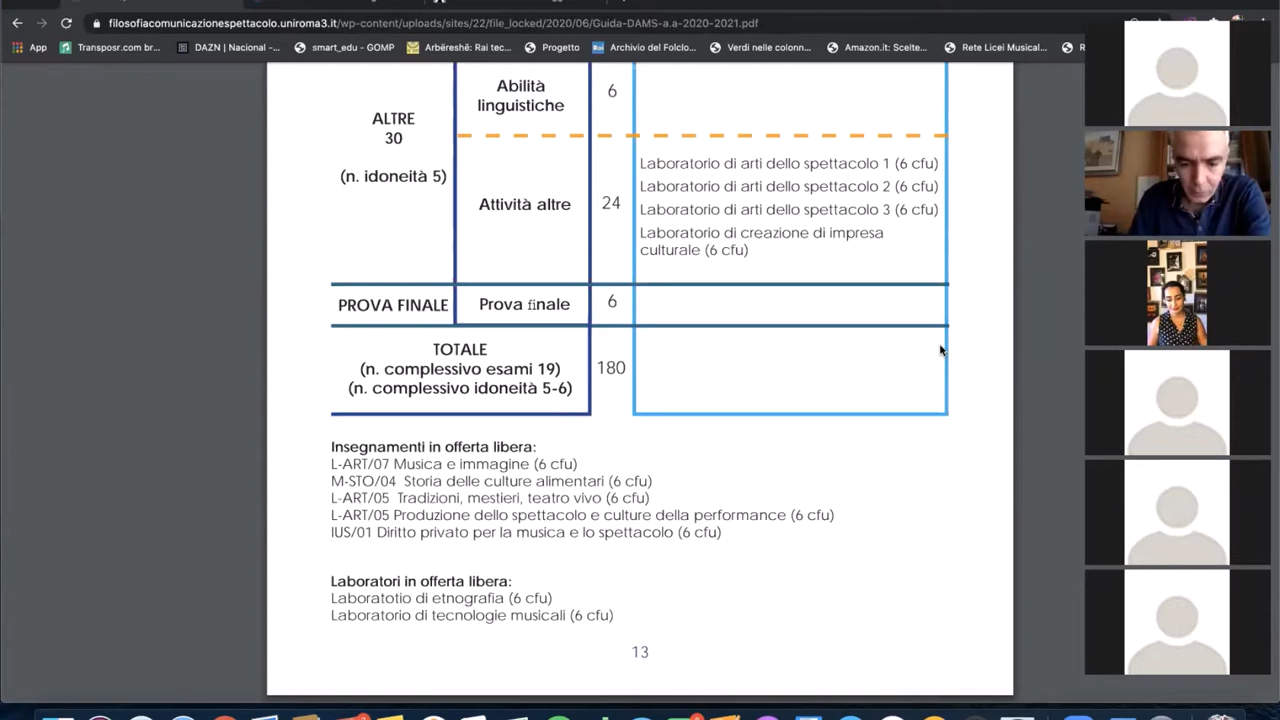 filosofiacomunicazionespettacolo.uniroma3.it/wp-content/uploads/sites/22/file_locked/2020/06/Guida-DAMS-a.a-2020-2021.pdf
App Transposr.com br... DAZN | Nacional -... smart_edu - GOMP Arbëreshë: Rai tec... Progetto Archivio del Folclo... Verdi nelle colonn... Amazon.it: Scelte... Rete Licei Musical...
Abilità
linguistiche
6
ALTRE
30
(n. idoneità 5)
Attività altre
24
Laboratorio di arti dello spettacolo 1 (6 cfu)
Laboratorio di arti dello spettacolo 2 (6 cfu)
Laboratorio di arti dello spettacolo 3 (6 cfu)
Laboratorio di creazione di impresa
culturale (6 cfu)
PROVA FINALE Prova finale 6
TOTALE
(n. complessivo esami 19)
(n. complessivo idoneità 5-6)
180
Insegnamenti in offerta libera:
L-ART/07 Musica e immagine (6 cfu)
M-STO/04 Storia delle culture alimentari (6 cfu)
L-ART/05 Tradizioni, mestieri, teatro vivo (6 cfu)
L-ART/05 Produzione dello spettacolo e culture della performance (6 cfu)
IUS/01 Diritto privato per la musica e lo spettacolo (6 cfu)
Laboratori in offerta libera:
Laboratotio di etnografia (6 cfu)
Laboratorio di tecnologie musicali (6 cfu)
13